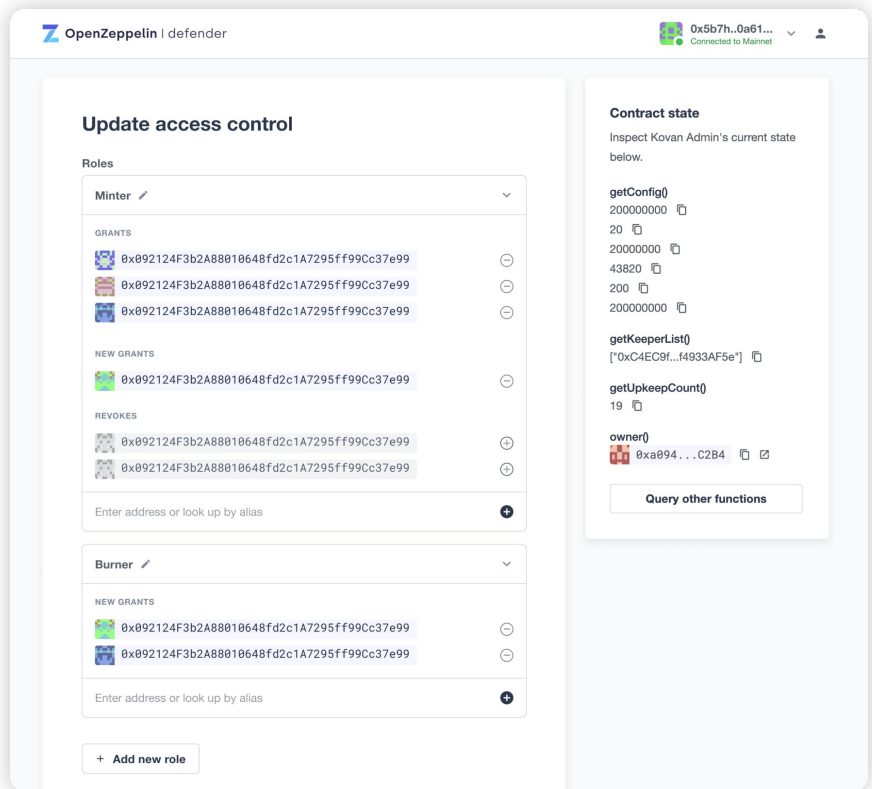 OpenZeppelin | defender
0x5b7h..0a61...
Connected to Mainnet
Update access control
Roles
Minter
GRANTS
0x092124F3b2A88010648fd2c1A7295ff99Cc37e99
0x092124F3b2A88010648fd2c1A7295ff99Cc37e99
0x092124F3b2A88010648fd2c1A7295ff99Cc37e99
NEW GRANTS
0x092124F3b2A88010648fd2c1A7295ff99Cc37e99
REVOKES
0x092124F3b2A88010648fd2c1A7295ff99Cc37e99
0x092124F3b2A88010648fd2c1A7295ff99Cc37e99
Enter address or look up by alias
Burner
NEW GRANTS
0x092124F3b2A88010648fd2c1A7295ff99Cc37e99
0x092124F3b2A88010648fd2c1A7295ff99Cc37e99
Enter address or look up by alias
+ Add new role
Contract state
Inspect Kovan Admin's current state
below.
getConfig()
200000000
20
20000000
43820
200
200000000
getKeeperList()
["0xC4EC9f...f4933AF5e"]
getUpkeepCount()
19
owner()
0xa094...C2B4
Query other functions